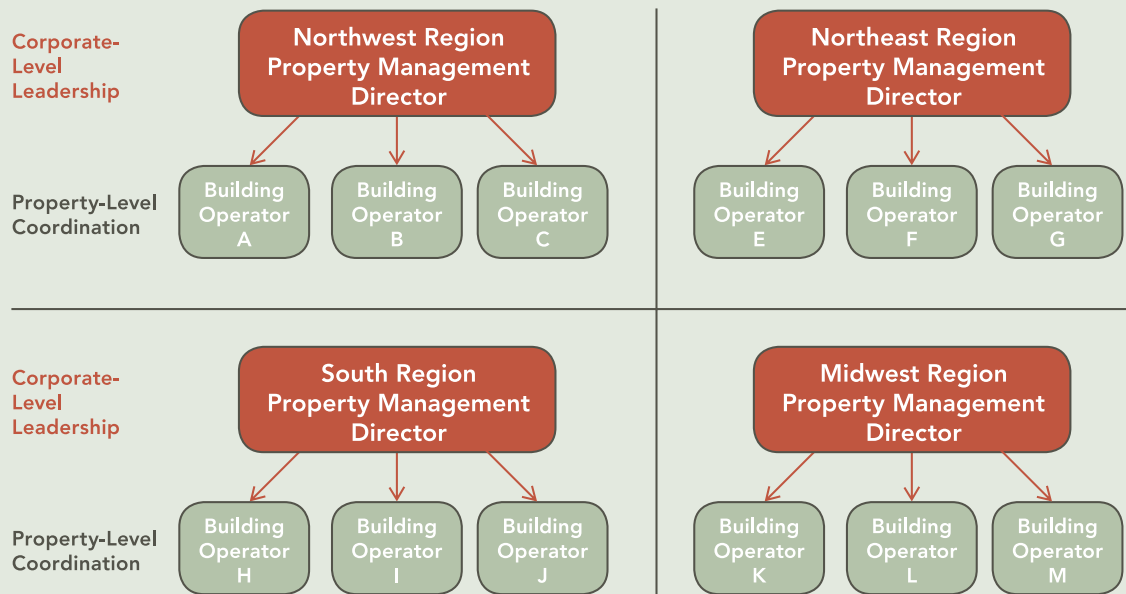 Corporate-
Level
Leadership
Northwest Region
Property Management
Director
Northeast Region
Property Management
Director
Property-Level
Coordination
Building
Operator
A
Building
Operator
B
Building
Operator
C
Building
Operator
E
Building
Operator
F
Building
Operator
G
Corporate-
Level
Leadership
South Region
Property Management
Director
Midwest Region
Property Management
Director
Property-Level
Coordination
Building
Operator
H
Building
Operator
I
Building
Operator
J
Building
Operator
K
Building
Operator
L
Building
Operator
M